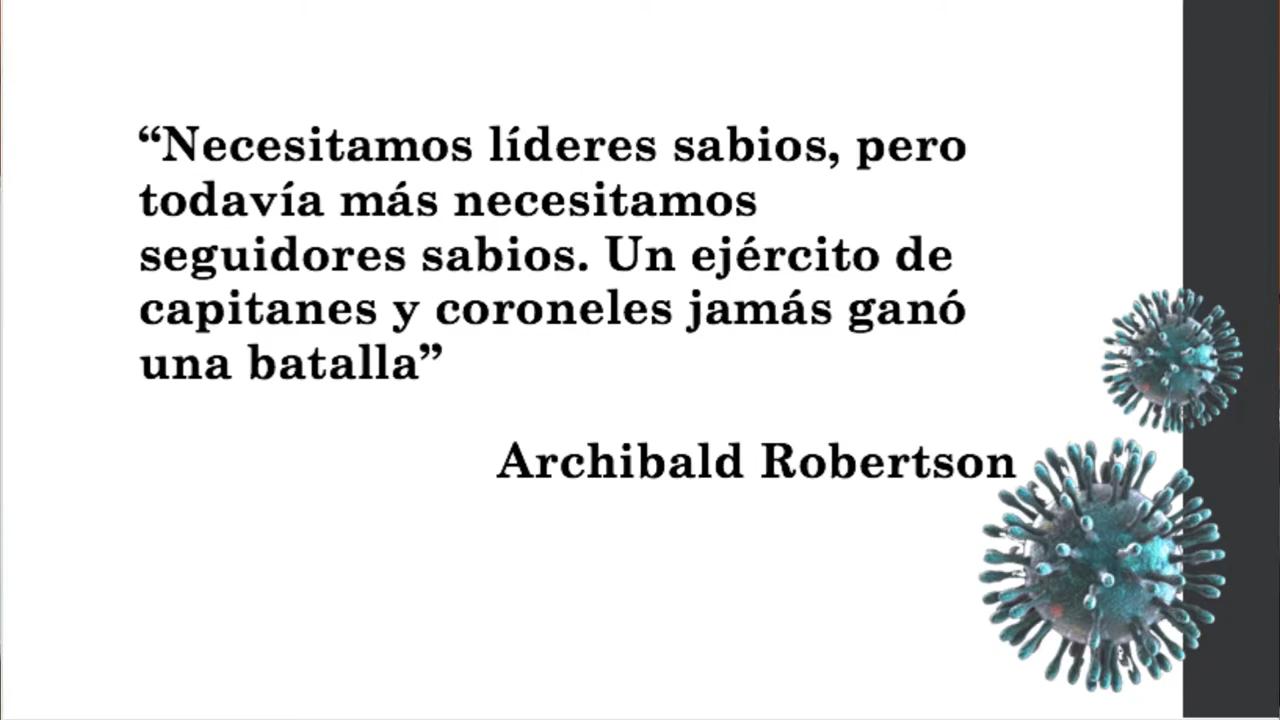 “Necesitamos líderes sabios, pero
todavía más necesitamos
seguidores sabios. Un ejército de
capitanes y coroneles jamás ganó
una batalla”
Archibald Robertson